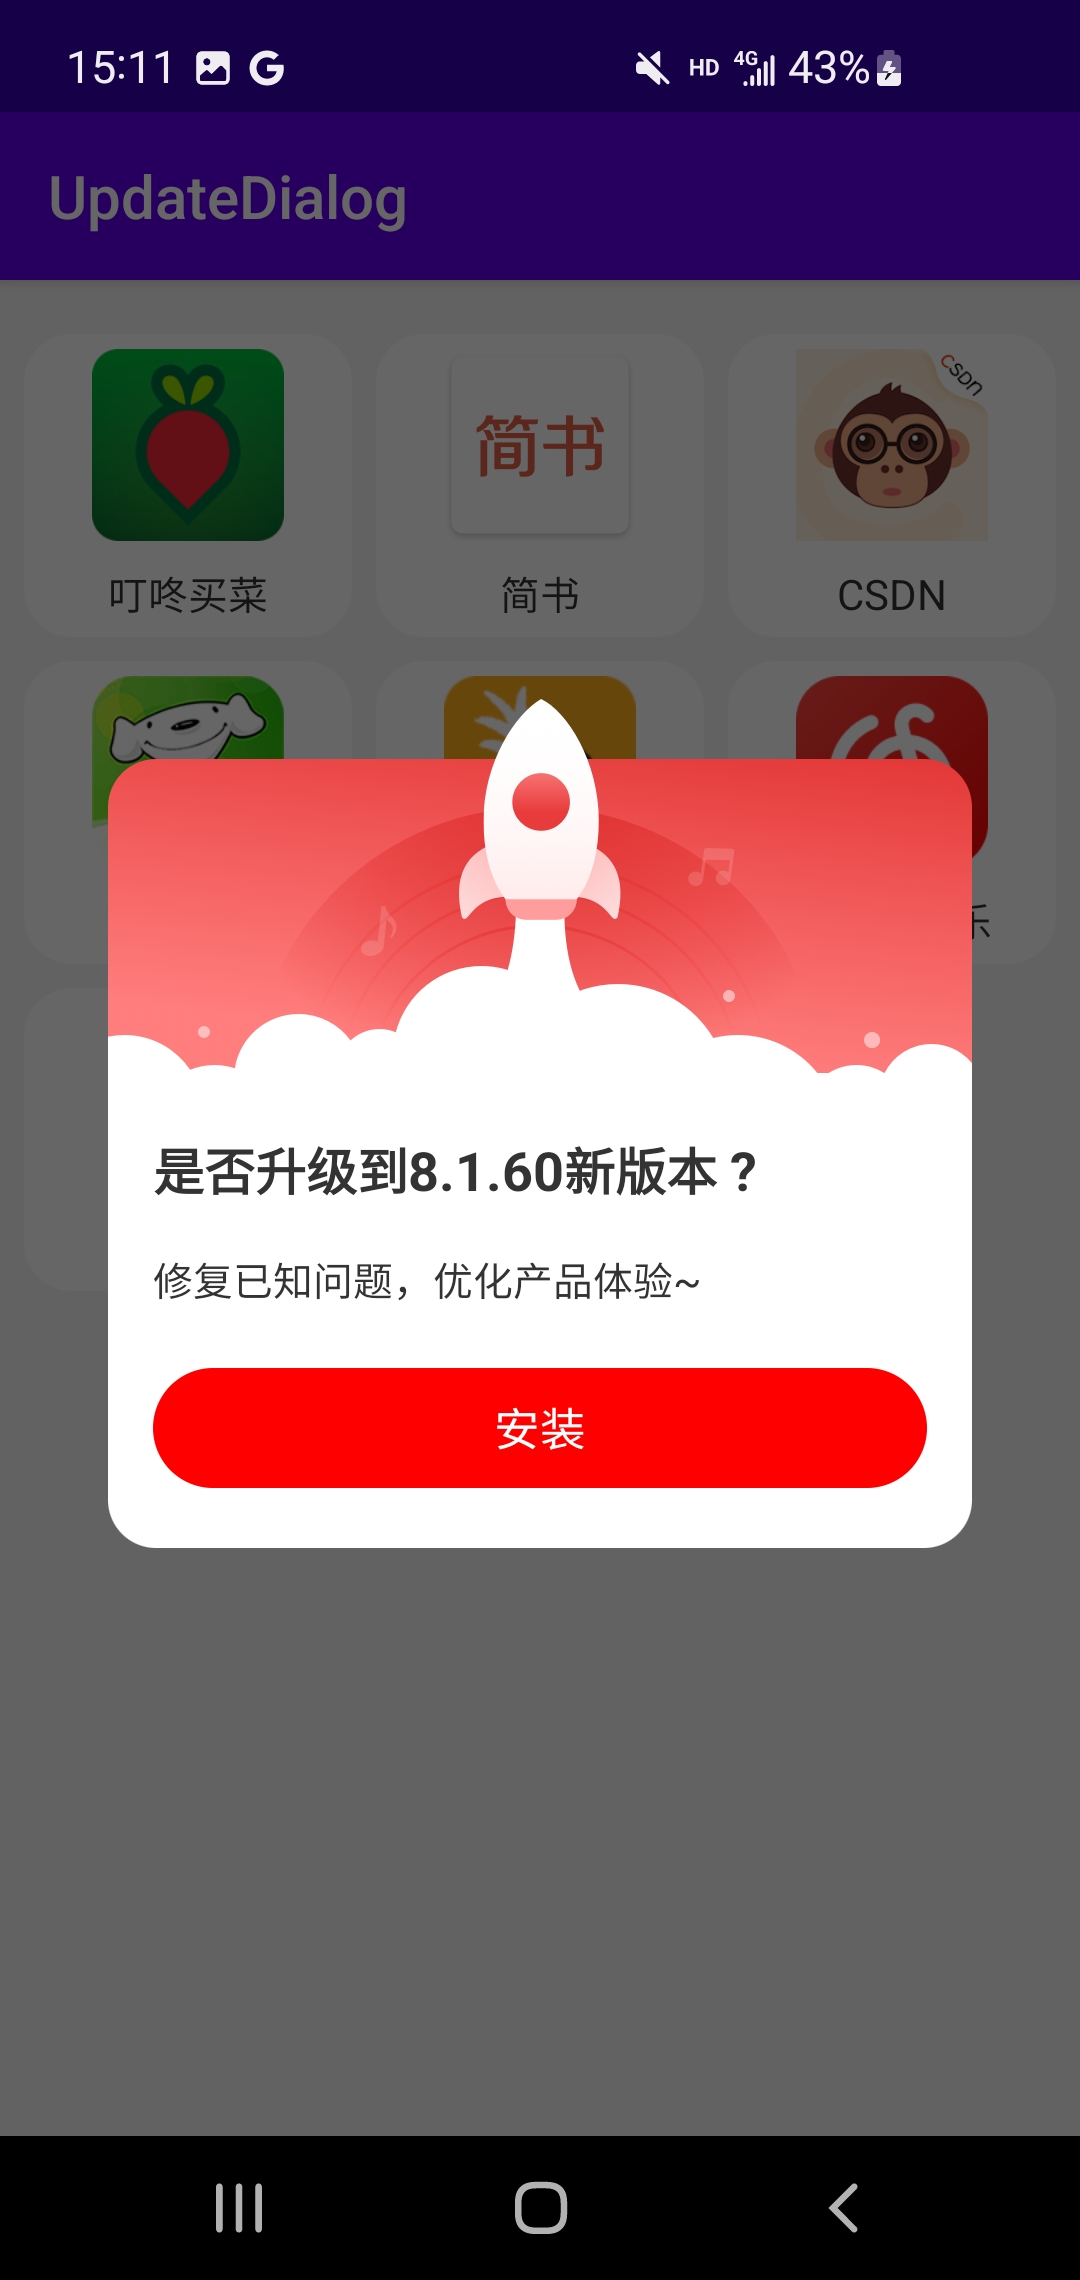 15:11 G HD 4G 43%
UpdateDialog
简书
CSDN
叮咚买菜 简书 CSDN
乐
是否升级到8.1.60新版本？
修复已知问题，优化产品体验~
安装